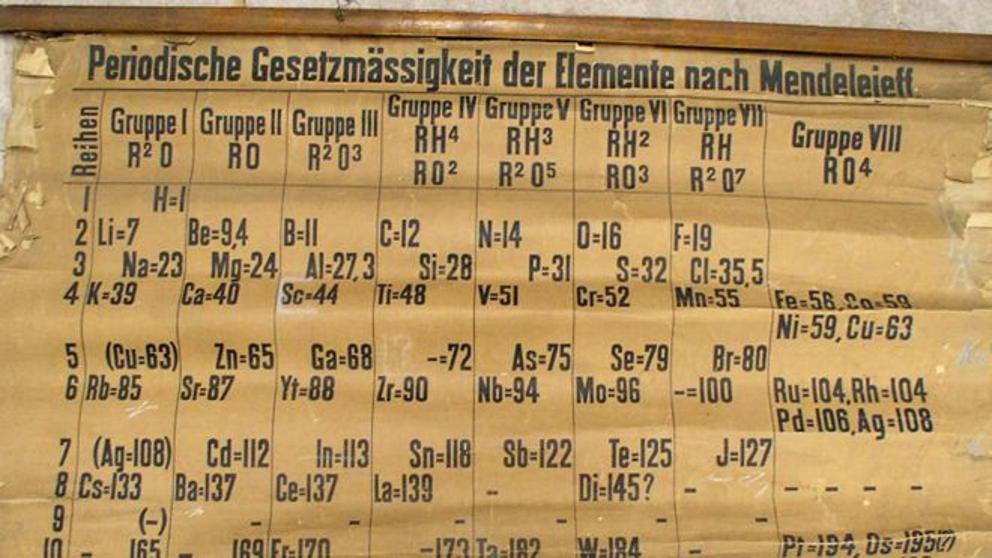 Periodische Gesetzmässigkeit der Elemente nach Mendelejeff.
Reihen Gruppe I Gruppe II Gruppe III Gruppe IV Gruppe V Gruppe VI Gruppe VII Gruppe VIII
RH⁴ RH³ RH² RH
R²O RO R²O³ RO² R²O⁵ RO³ R²O⁷ RO⁴
1 H=1
2 Li=7 Be=9,4 B=11 C=12 N=14 O=16 F=19
3 Na=23 Mg=24 Al=27,3 Si=28 P=31 S=32 Cl=35,5
4 K=39 Ca=40 Sc=44 Ti=48 V=51 Cr=52 Mn=55 Fe=56, Co=59
Ni=59, Cu=63
5 (Cu=63) Zn=65 Ga=68 -=72 As=75 Se=79 Br=80
6 Rb=85 Sr=87 Yt=88 Zr=90 Nb=94 Mo=96 -=100 Ru=104, Rh=104
Pd=106, Ag=108
7 (Ag=108) Cd=112 In=113 Sn=118 Sb=122 Te=125 J=127
8 Cs=133 Ba=137 Ce=137 La=139 - Di=145? - - - - -
9 (-) - - - - - -
10 - 165 - 169 Er=170 -=173 Ta=182 W=184 - Pt=194, Os=195(?)